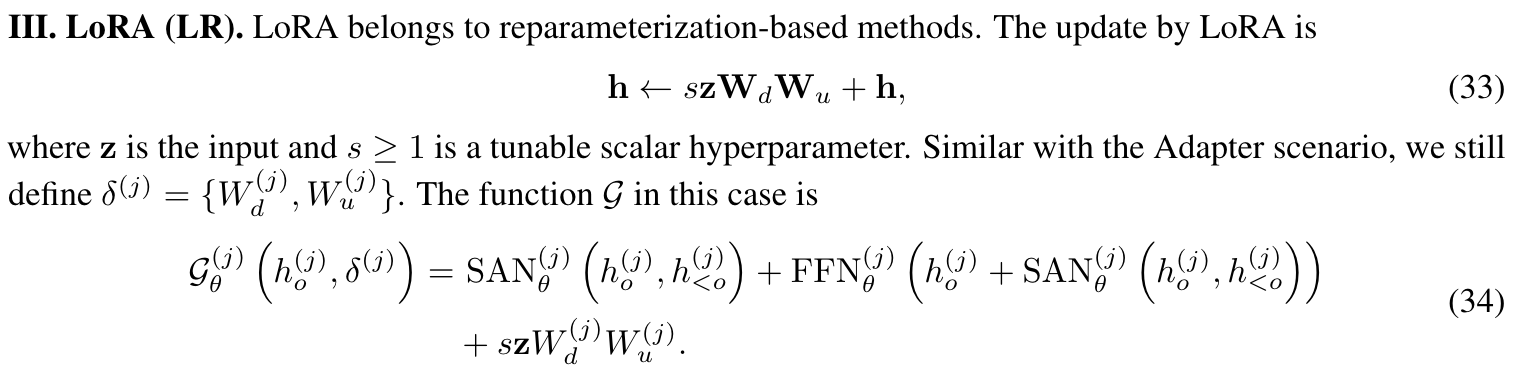 III. LoRA (LR). LoRA belongs to reparameterization-based methods. The update by LoRA is
h ← szW_dW_u + h, (33)
where z is the input and s ≥ 1 is a tunable scalar hyperparameter. Similar with the Adapter scenario, we still
define δ^{(j)} = {W_d^{(j)}, W_u^{(j)}}. The function 𝒢 in this case is
𝒢_θ^{(j)} (h_o^{(j)}, δ^{(j)}) = SAN_θ^{(j)} (h_o^{(j)}, h_{<o}^{(j)}) + FFN_θ^{(j)} (h_o^{(j)} + SAN_θ^{(j)} (h_o^{(j)}, h_{<o}^{(j)}))
+ szW_d^{(j)}W_u^{(j)}. (34)